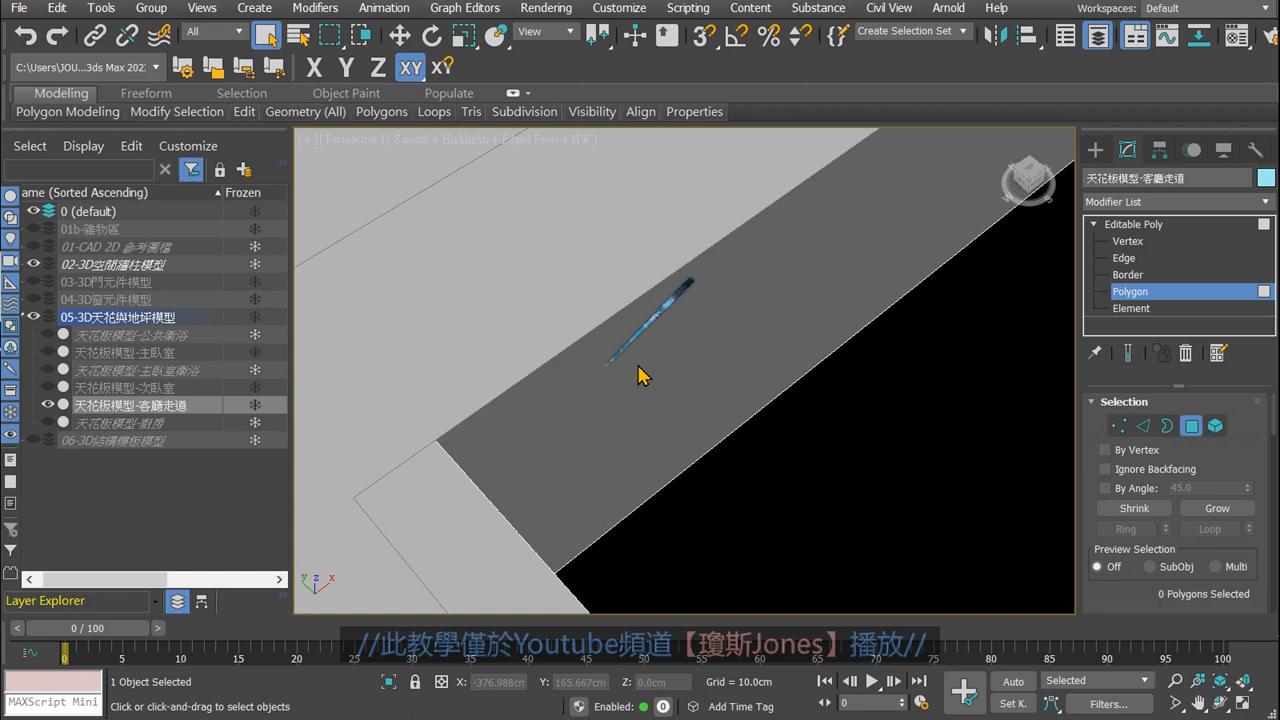 File Edit Tools Group Views Create Modifiers Animation Graph Editors Rendering Customize Scripting Content Substance Civil View Arnold Help Workspaces: Default
All View Create Selection Set
C:\Users\JOU...3ds Max 202 X Y Z XY XY
Modeling Freeform Selection Object Paint Populate
Polygon Modeling Modify Selection Edit Geometry (All) Polygons Loops Tris Subdivision Visibility Align Properties
Select Display Edit Customize
[ + ] [ Perspective ] [ Smooth + Highlights + Edged Faces + HW ]
ame (Sorted Ascending) Frozen
0 (default)
01b-雜物區
01-CAD 2D 參考圖檔
02-3D空間牆柱模型
03-3D門元件模型
04-3D窗元件模型
05-3D天花與地坪模型
天花板模型-公共衛浴
天花板模型-主臥室
天花板模型-主臥室衛浴
天花板模型-次臥室
天花板模型-客廳走道
天花板模型-廚房
06-3D結構樓板模型
Layer Explorer
天花板模型-客廳走道
Modifier List
Editable Poly
Vertex
Edge
Border
Polygon
Element
Selection
By Vertex
Ignore Backfacing
By Angle: 45.0
Shrink Grow
Ring Loop
Preview Selection
Off SubObj Multi
0 Polygons Selected
z y x
0 / 100
//此教學僅於Youtube頻道【瓊斯Jones】播放//
0 5 10 15 20 25 30 35 40 45 50 55 60 65 70 75 80 85 90 95 100
1 Object Selected X: -376.988cm Y: 165.667cm Z: 0.0cm Grid = 10.0cm Auto Selected
MAXScript Mini Click or click-and-drag to select objects Enabled: 0 Add Time Tag Set K. 0 Filters...